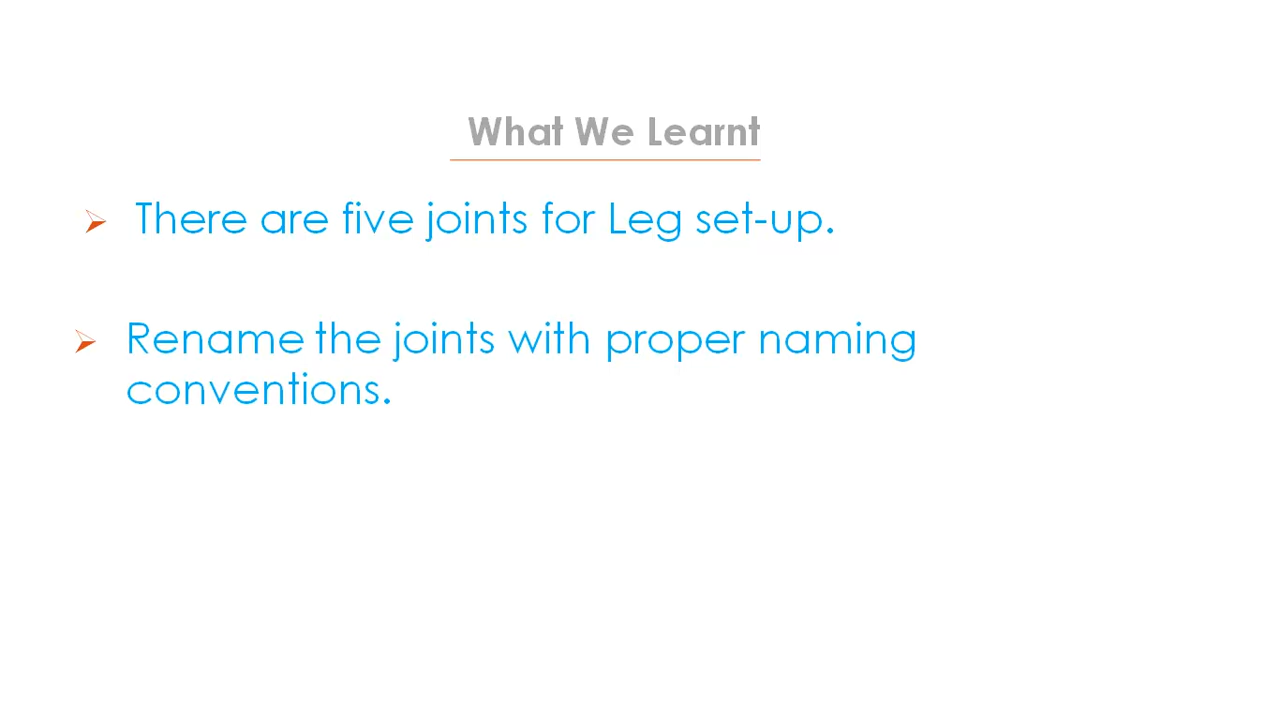 What We Learnt
There are five joints for Leg set-up.
Rename the joints with proper naming
conventions.